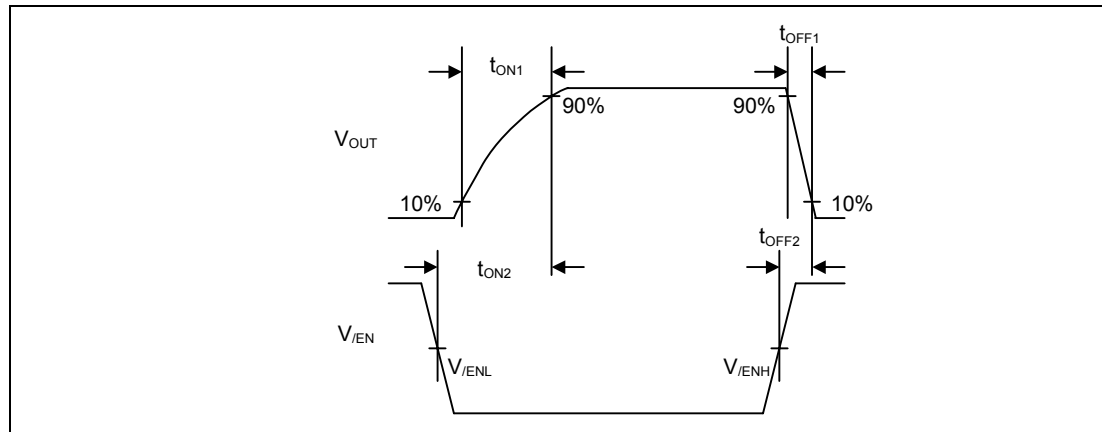 tOFF1
tON1
90% 90%
VOUT
10% 10%
tOFF2
tON2
V/EN
V/ENL V/ENH